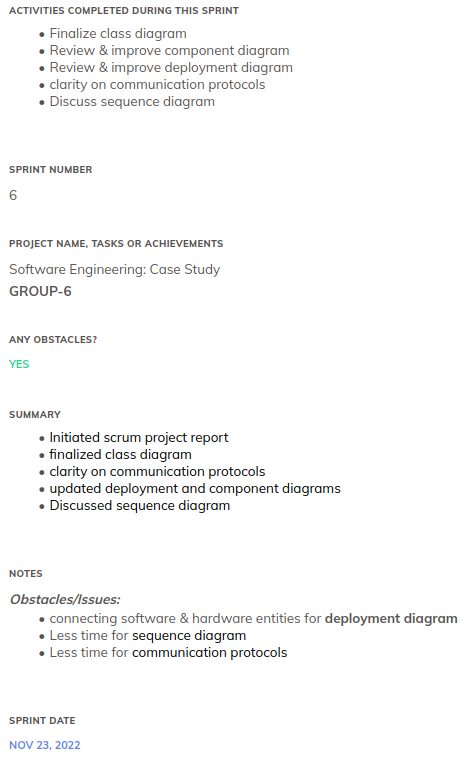 ACTIVITIES COMPLETED DURING THIS SPRINT
• Finalize class diagram
• Review & improve component diagram
• Review & improve deployment diagram
• clarity on communication protocols
• Discuss sequence diagram
SPRINT NUMBER
6
PROJECT NAME, TASKS OR ACHIEVEMENTS
Software Engineering: Case Study
GROUP-6
ANY OBSTACLES?
YES
SUMMARY
• Initiated scrum project report
• finalized class diagram
• clarity on communication protocols
• updated deployment and component diagrams
• Discussed sequence diagram
NOTES
Obstacles/Issues:
• connecting software & hardware entities for deployment diagram
• Less time for sequence diagram
• Less time for communication protocols
SPRINT DATE
NOV 23, 2022